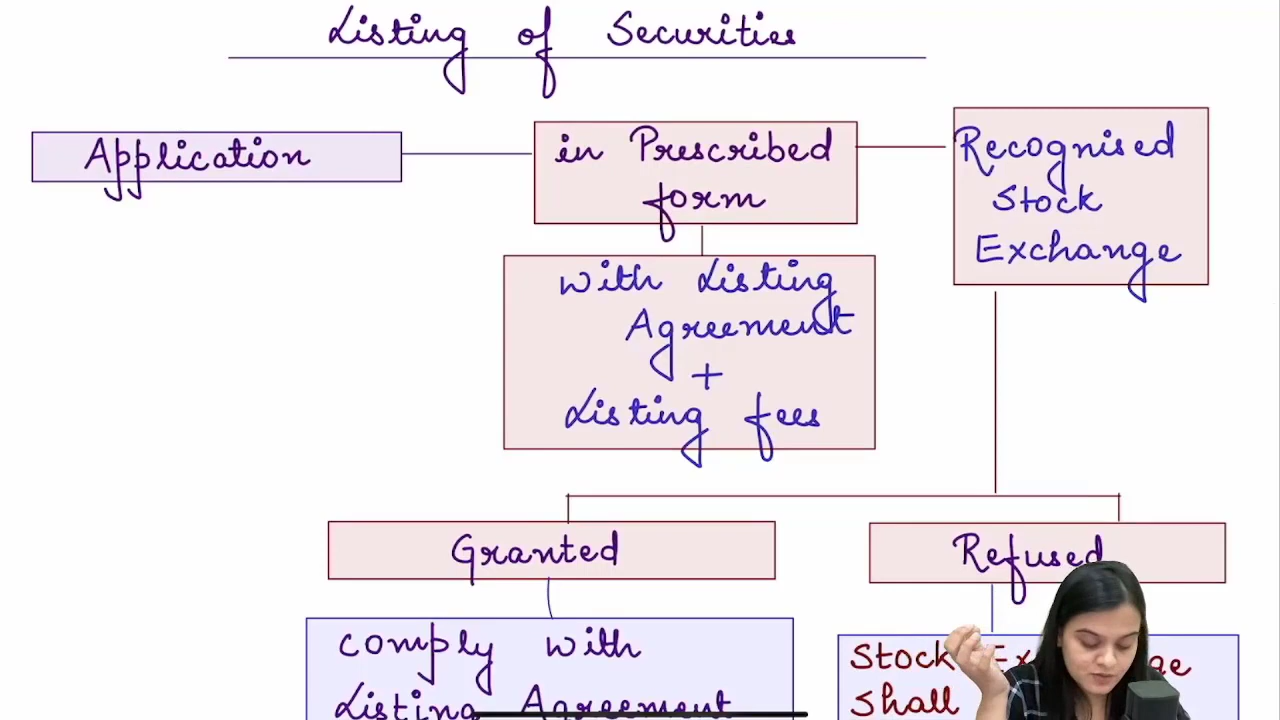 Listing of Securities
Application
in Prescribed
form
Recognised
Stock
Exchange
with Listing
Agreement
+
Listing fees
Granted
Refused
comply with
Listing Agreement
Stock
Shall